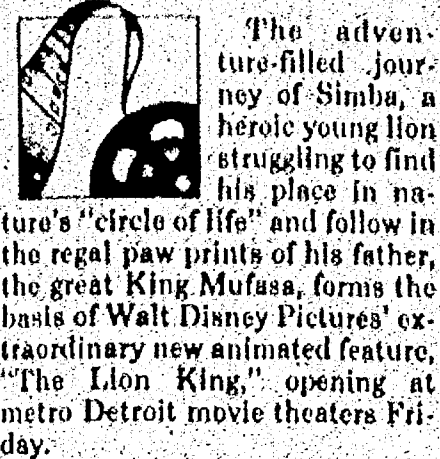 The adven-
ture-filled jour-
ney of Simba, a
heroic young lion
struggling to find
his place in na-
ture's "circle of life" and follow in
the regal paw prints of his father,
the great King Mufasa, forms the
basis of Walt Disney Pictures' ex-
traordinary new animated feature,
"The Lion King," opening at
metro Detroit movie theaters Fri-
day.